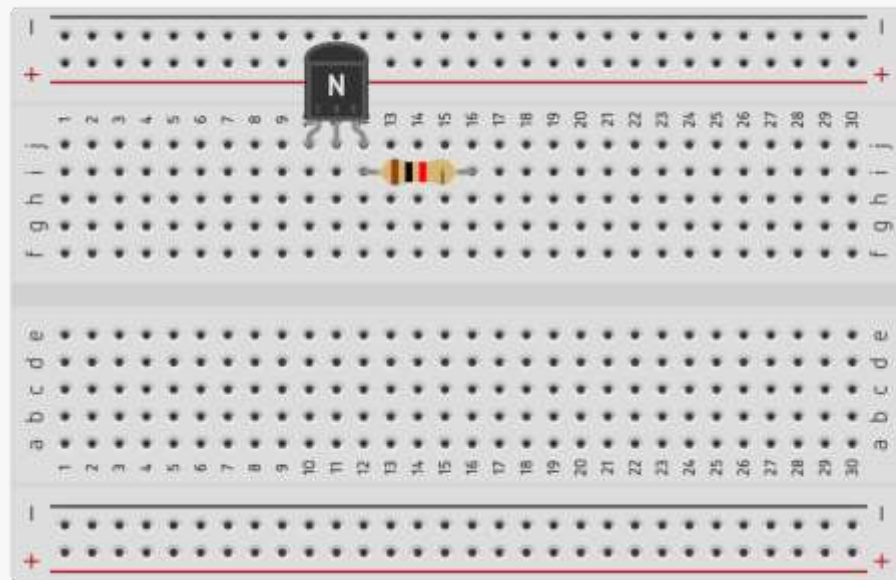 − −
+ N +
1 2 3 4 5 6 7 8 9 13 14 15 16 17 18 19 20 21 22 23 24 25 26 27 28 29 30
j j
i i
h h
g g
f f
e e
d d
c c
b b
a a
1 2 3 4 5 6 7 8 9 10 11 12 13 14 15 16 17 18 19 20 21 22 23 24 25 26 27 28 29 30
− −
+ +